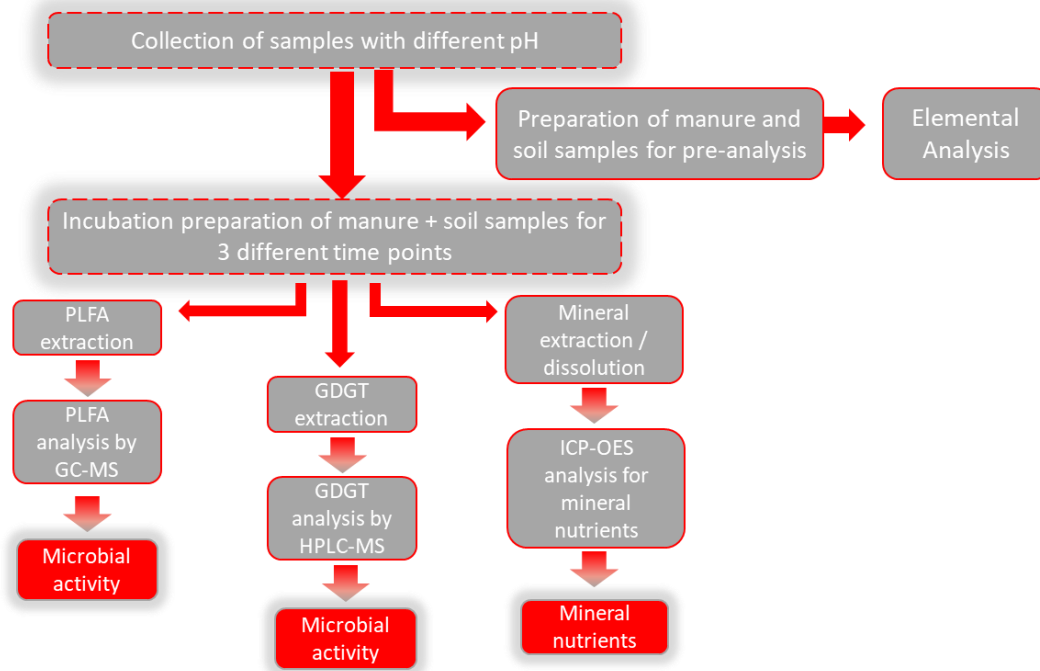 Collection of samples with different pH
Preparation of manure and
soil samples for pre-analysis
Elemental
Analysis
Incubation preparation of manure + soil samples for
3 different time points
PLFA
extraction
PLFA
analysis by
GC-MS
Microbial
activity
GDGT
extraction
GDGT
analysis by
HPLC-MS
Microbial
activity
Mineral
extraction /
dissolution
ICP-OES
analysis for
mineral
nutrients
Mineral
nutrients